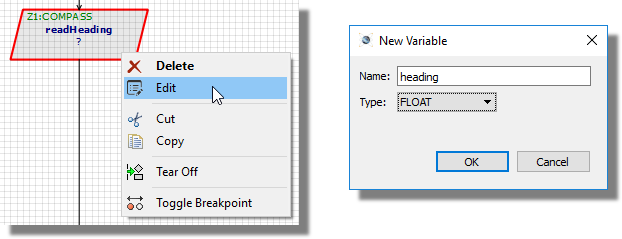 Z1:COMPASS
readHeading
?
Delete
Edit
Cut
Copy
Tear Off
Toggle Breakpoint
New Variable
Name: heading
Type: FLOAT
OK Cancel